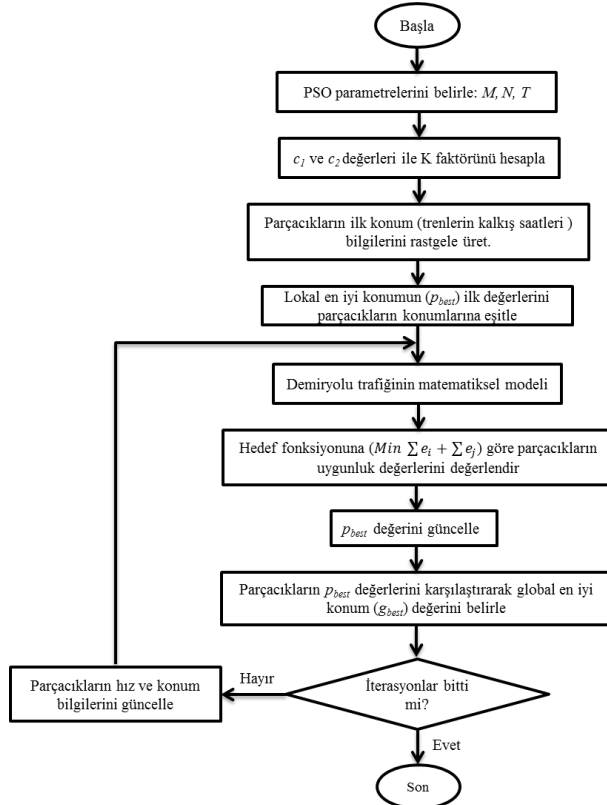 Başla
PSO parametrelerini belirle: M, N, T
c1 ve c2 değerleri ile K faktörünü hesapla
Parçacıkların ilk konum (trenlerin kalkış saatleri )
bilgilerini rastgele üret.
Lokal en iyi konumun (pbest) ilk değerlerini
parçacıkların konumlarına eşitle
Demiryolu trafiğinin matematiksel modeli
Hedef fonksiyonuna (Min ∑ ei + ∑ ej) göre parçacıkların
uygunluk değerlerini değerlendir
pbest değerini güncelle
Parçacıkların pbest değerlerini karşılaştırarak global en iyi
konum (gbest) değerini belirle
İterasyonlar bitti
mi?
Hayır
Parçacıkların hız ve konum
bilgilerini güncelle
Evet
Son